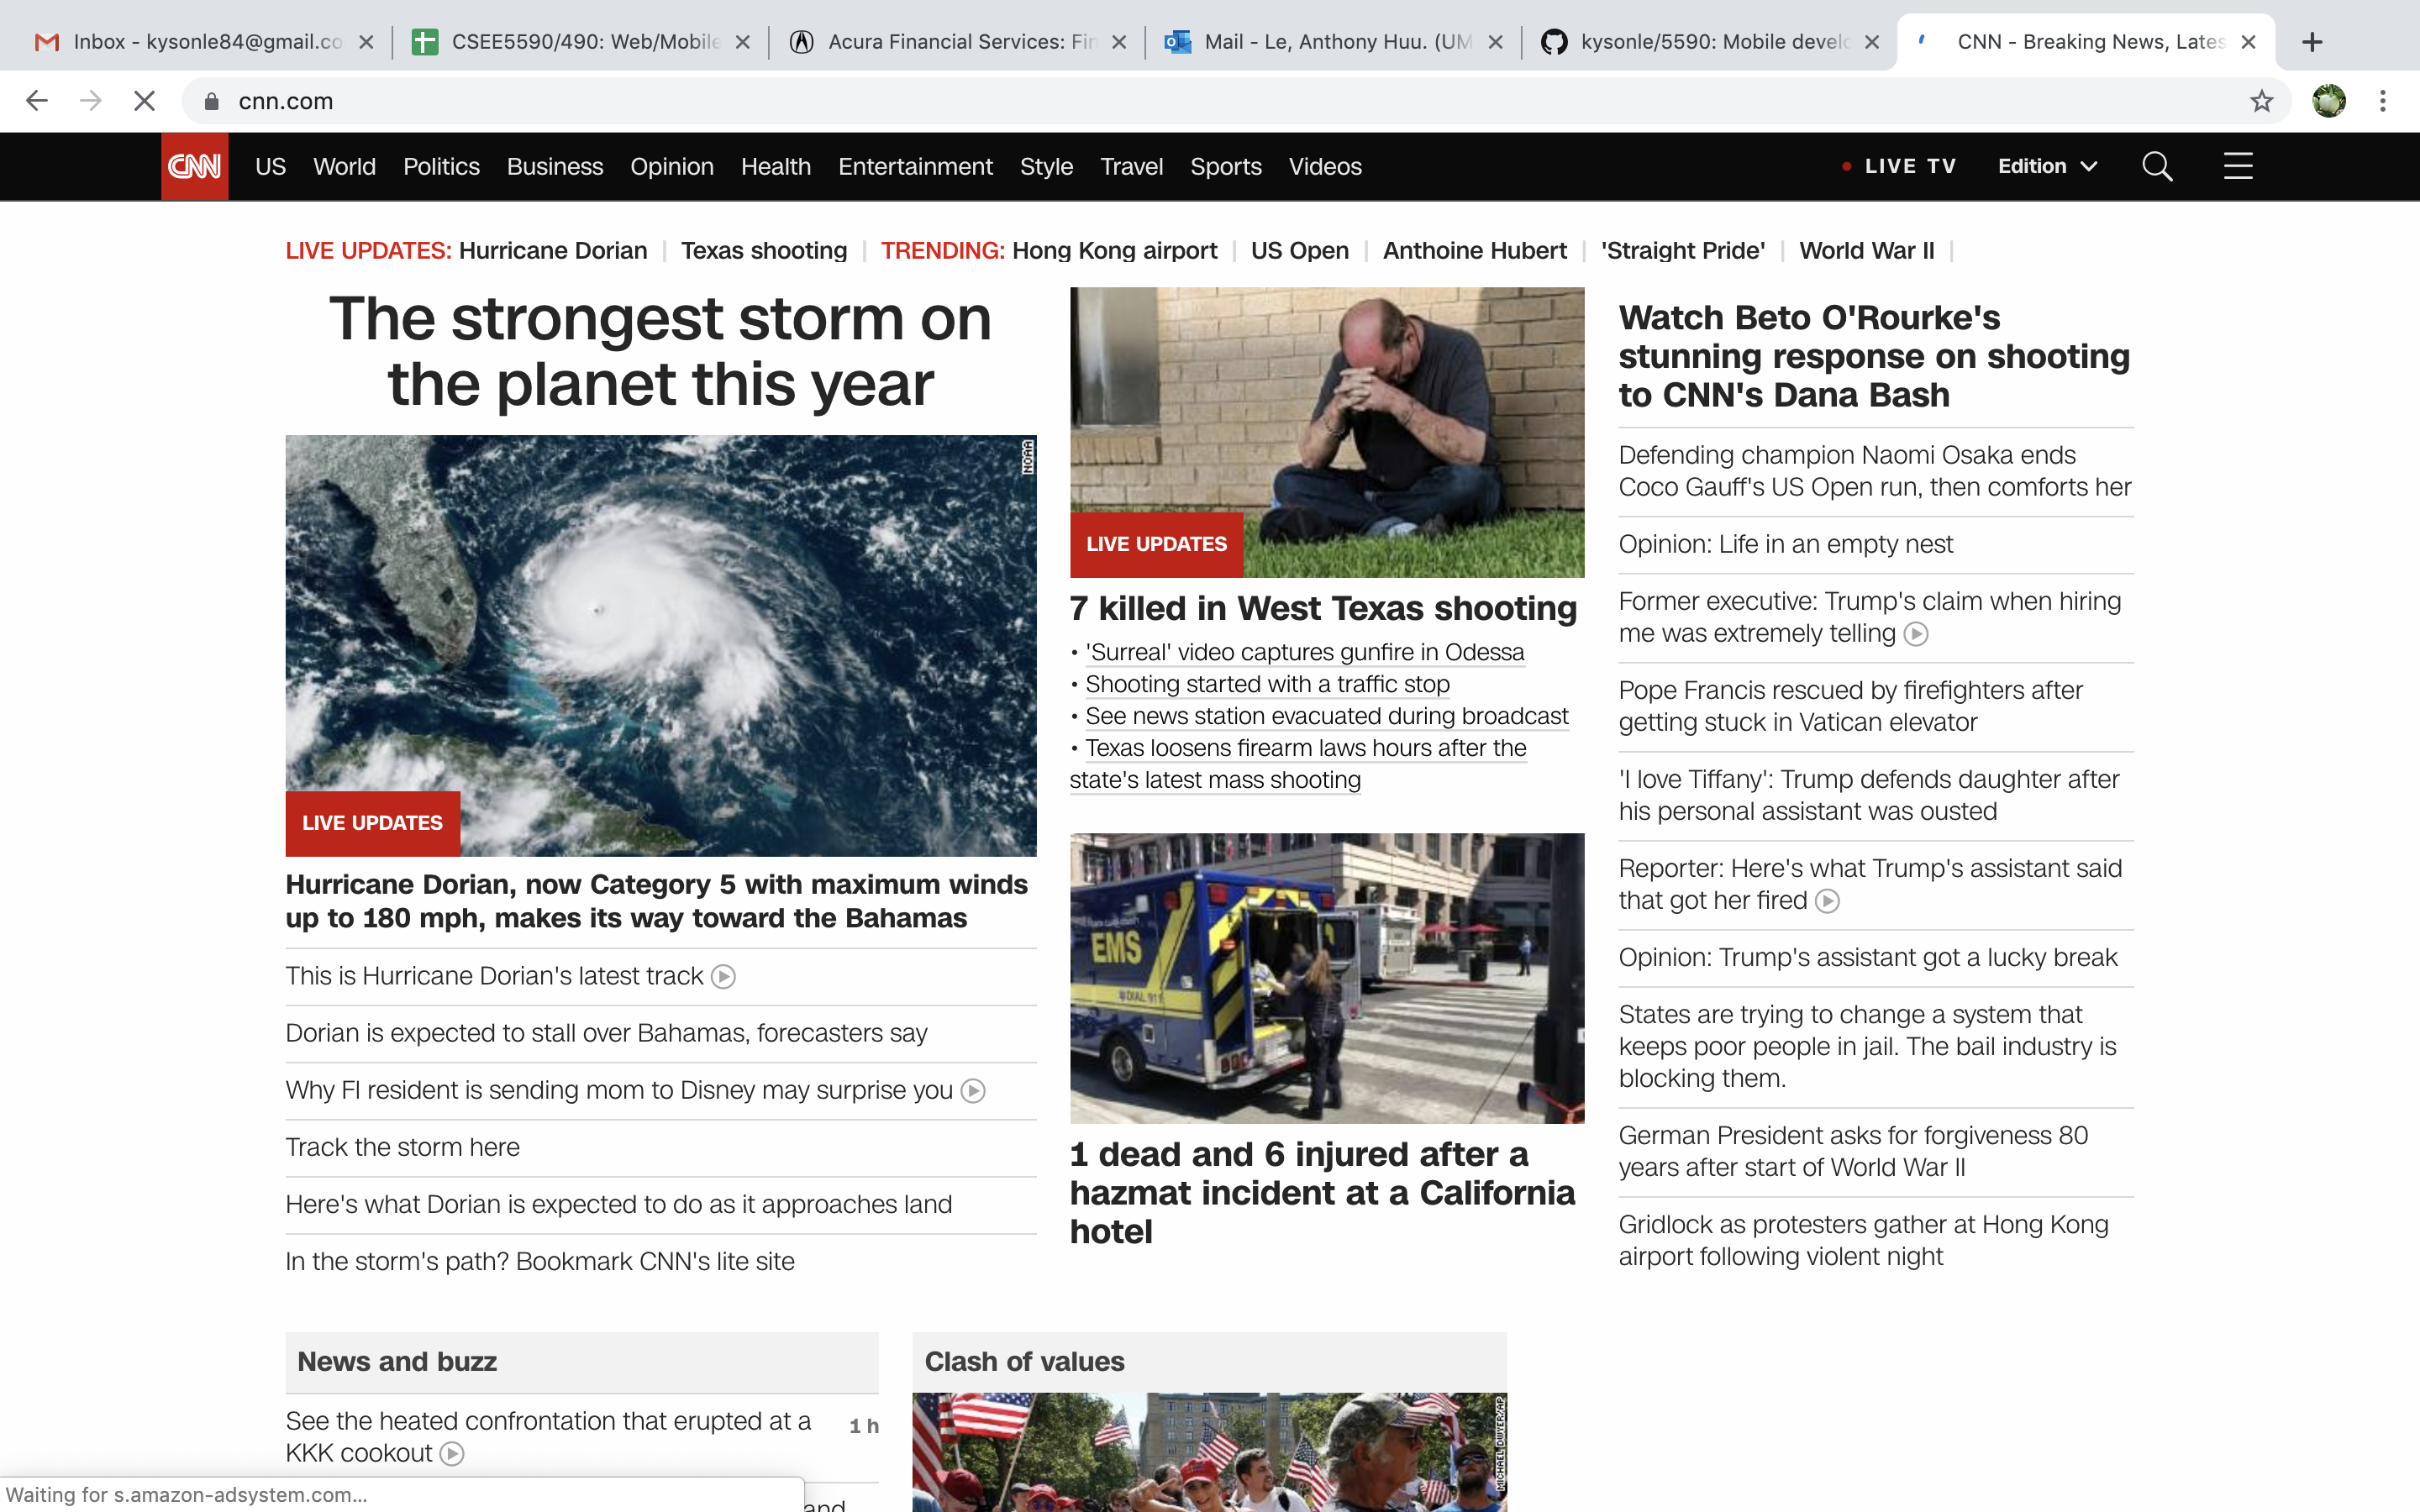 Inbox - kysonle84@gmail.co
CSEE5590/490: Web/Mobile
Acura Financial Services: Fin
Mail - Le, Anthony Huu. (UM
kysonle/5590: Mobile develo
CNN - Breaking News, Lates
cnn.com
CNN US World Politics Business Opinion Health Entertainment Style Travel Sports Videos
LIVE TV Edition
LIVE UPDATES: Hurricane Dorian | Texas shooting | TRENDING: Hong Kong airport | US Open | Anthoine Hubert | 'Straight Pride' | World War II |
The strongest storm on
the planet this year
NOAA
LIVE UPDATES
Hurricane Dorian, now Category 5 with maximum winds
up to 180 mph, makes its way toward the Bahamas
This is Hurricane Dorian's latest track
Dorian is expected to stall over Bahamas, forecasters say
Why Fl resident is sending mom to Disney may surprise you
Track the storm here
Here's what Dorian is expected to do as it approaches land
In the storm's path? Bookmark CNN's lite site
LIVE UPDATES
7 killed in West Texas shooting
• 'Surreal' video captures gunfire in Odessa
• Shooting started with a traffic stop
• See news station evacuated during broadcast
• Texas loosens firearm laws hours after the
state's latest mass shooting
EMS
DIAL 911
1 dead and 6 injured after a
hazmat incident at a California
hotel
Watch Beto O'Rourke's
stunning response on shooting
to CNN's Dana Bash
Defending champion Naomi Osaka ends
Coco Gauff's US Open run, then comforts her
Opinion: Life in an empty nest
Former executive: Trump's claim when hiring
me was extremely telling
Pope Francis rescued by firefighters after
getting stuck in Vatican elevator
'I love Tiffany': Trump defends daughter after
his personal assistant was ousted
Reporter: Here's what Trump's assistant said
that got her fired
Opinion: Trump's assistant got a lucky break
States are trying to change a system that
keeps poor people in jail. The bail industry is
blocking them.
German President asks for forgiveness 80
years after start of World War II
Gridlock as protesters gather at Hong Kong
airport following violent night
News and buzz
See the heated confrontation that erupted at a
KKK cookout
1 h
and
Clash of values
MICHAEL DWYER/AP
Waiting for s.amazon-adsystem.com...